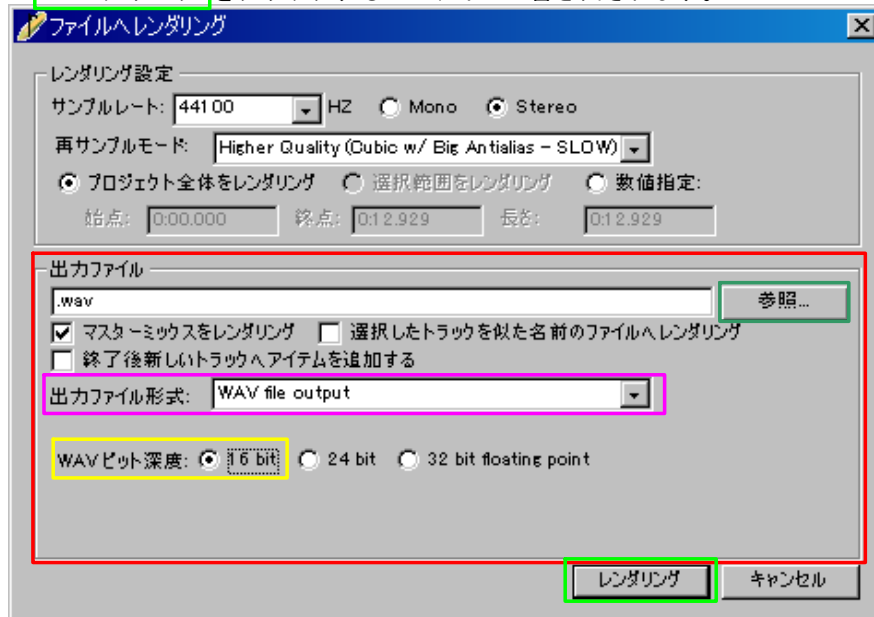 ファイルへレンダリング
レンダリング設定
サンプルレート: 44100 HZ Mono Stereo
再サンプルモード: Higher Quality (Cubic w/ Big Antialias - SLOW)
プロジェクト全体をレンダリング 選択範囲をレンダリング 数値指定:
始点: 0:00.000 終点: 0:12.929 長さ: 0:12.929
出力ファイル
.wav 参照...
マスターミックスをレンダリング 選択したトラックを似た名前のファイルへレンダリング
終了後新しいトラックへアイテムを追加する
出力ファイル形式: WAV file output
WAVビット深度: 16 bit 24 bit 32 bit floating point
レンダリング キャンセル